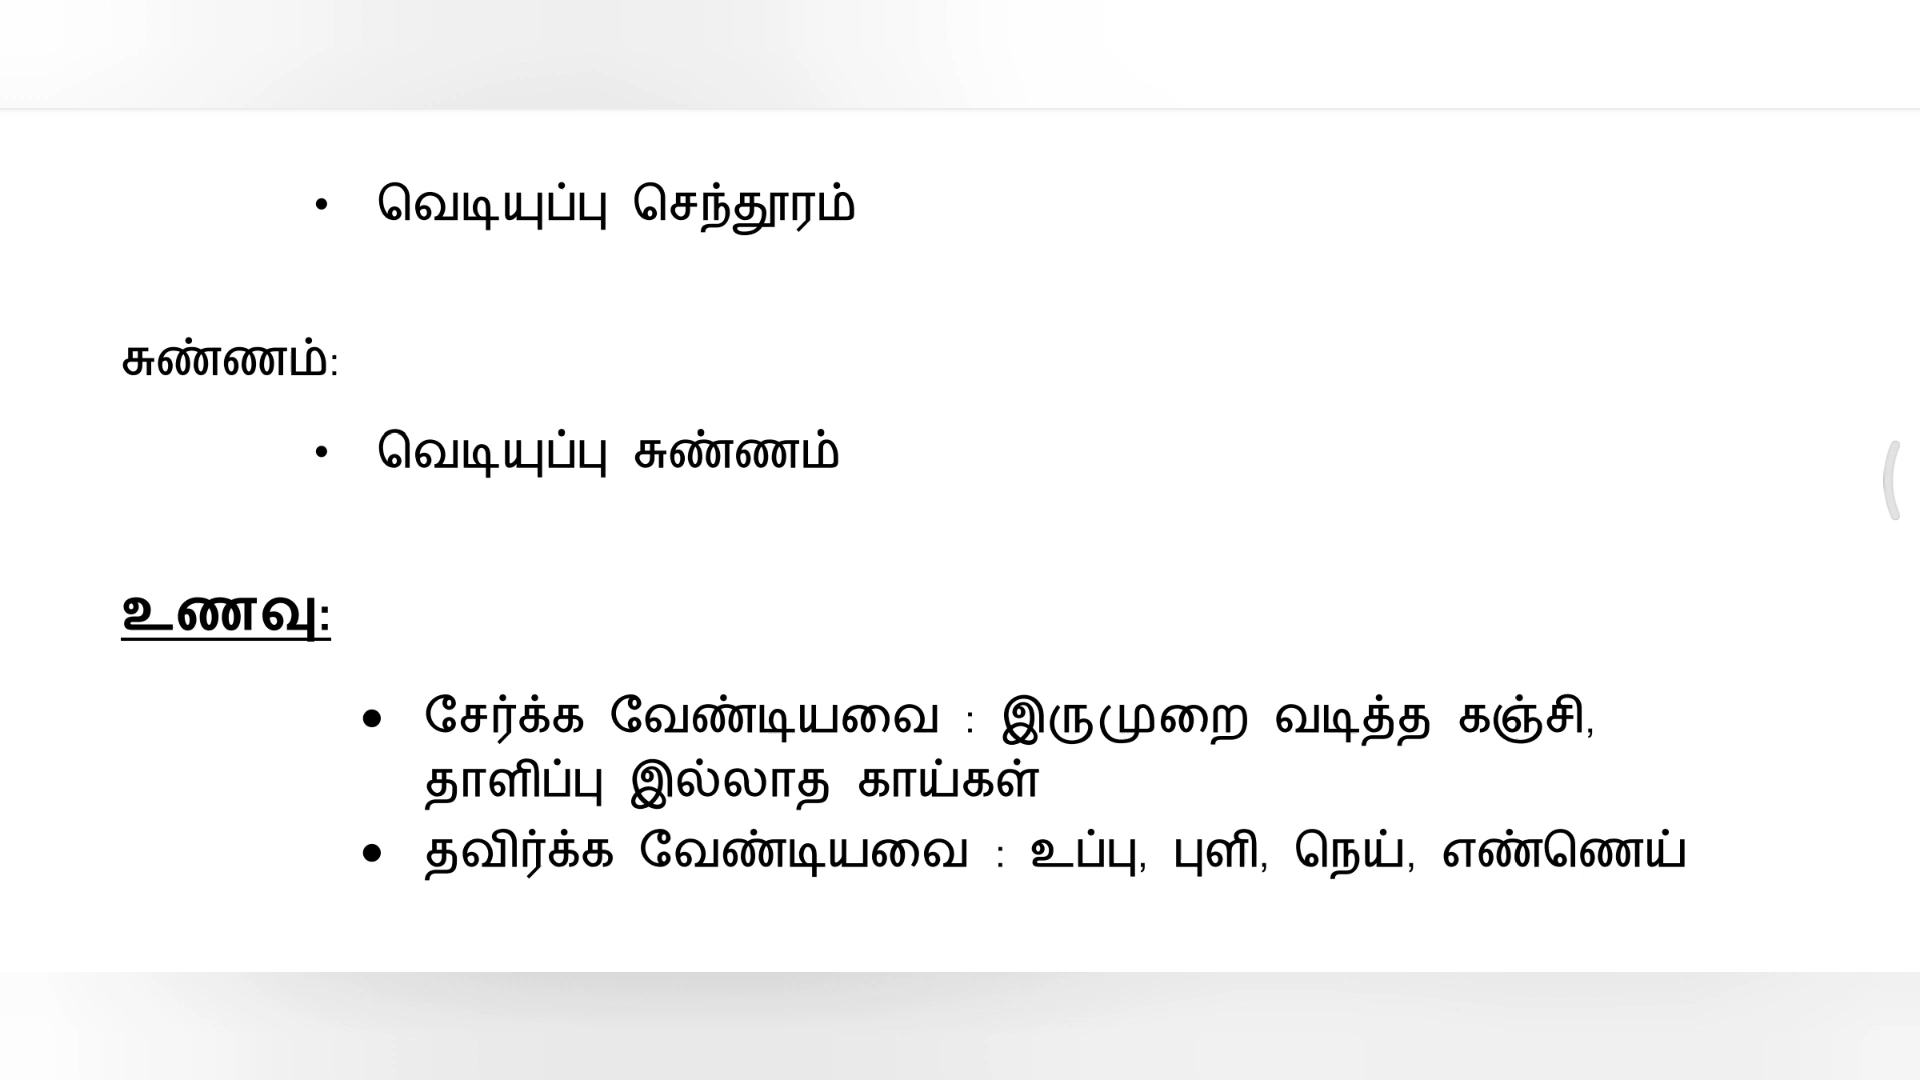 • வெடியுப்பு செந்தூரம்
சுண்ணம்:
• வெடியுப்பு சுண்ணம்
உணவு:
• சேர்க்க வேண்டியவை : இருமுறை வடித்த கஞ்சி,
தாளிப்பு இல்லாத காய்கள்
• தவிர்க்க வேண்டியவை : உப்பு, புளி, நெய், எண்ணெய்